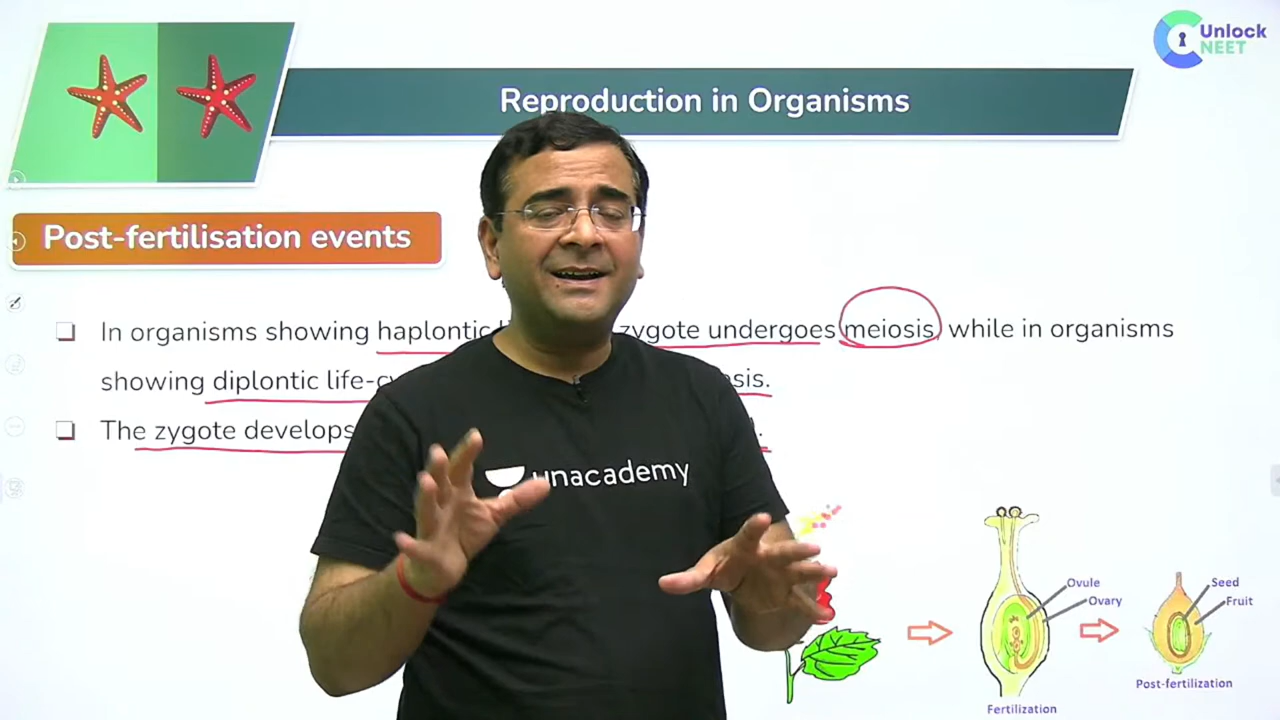 Unlock
NEET
Reproduction in Organisms
Post-fertilisation events
In organisms showing haplontic zygote undergoes meiosis, while in organisms
showing diplontic life-
The zygote develops
unacademy
Ovule
Ovary
Seed
Fruit
Post-fertilization
Fertilization